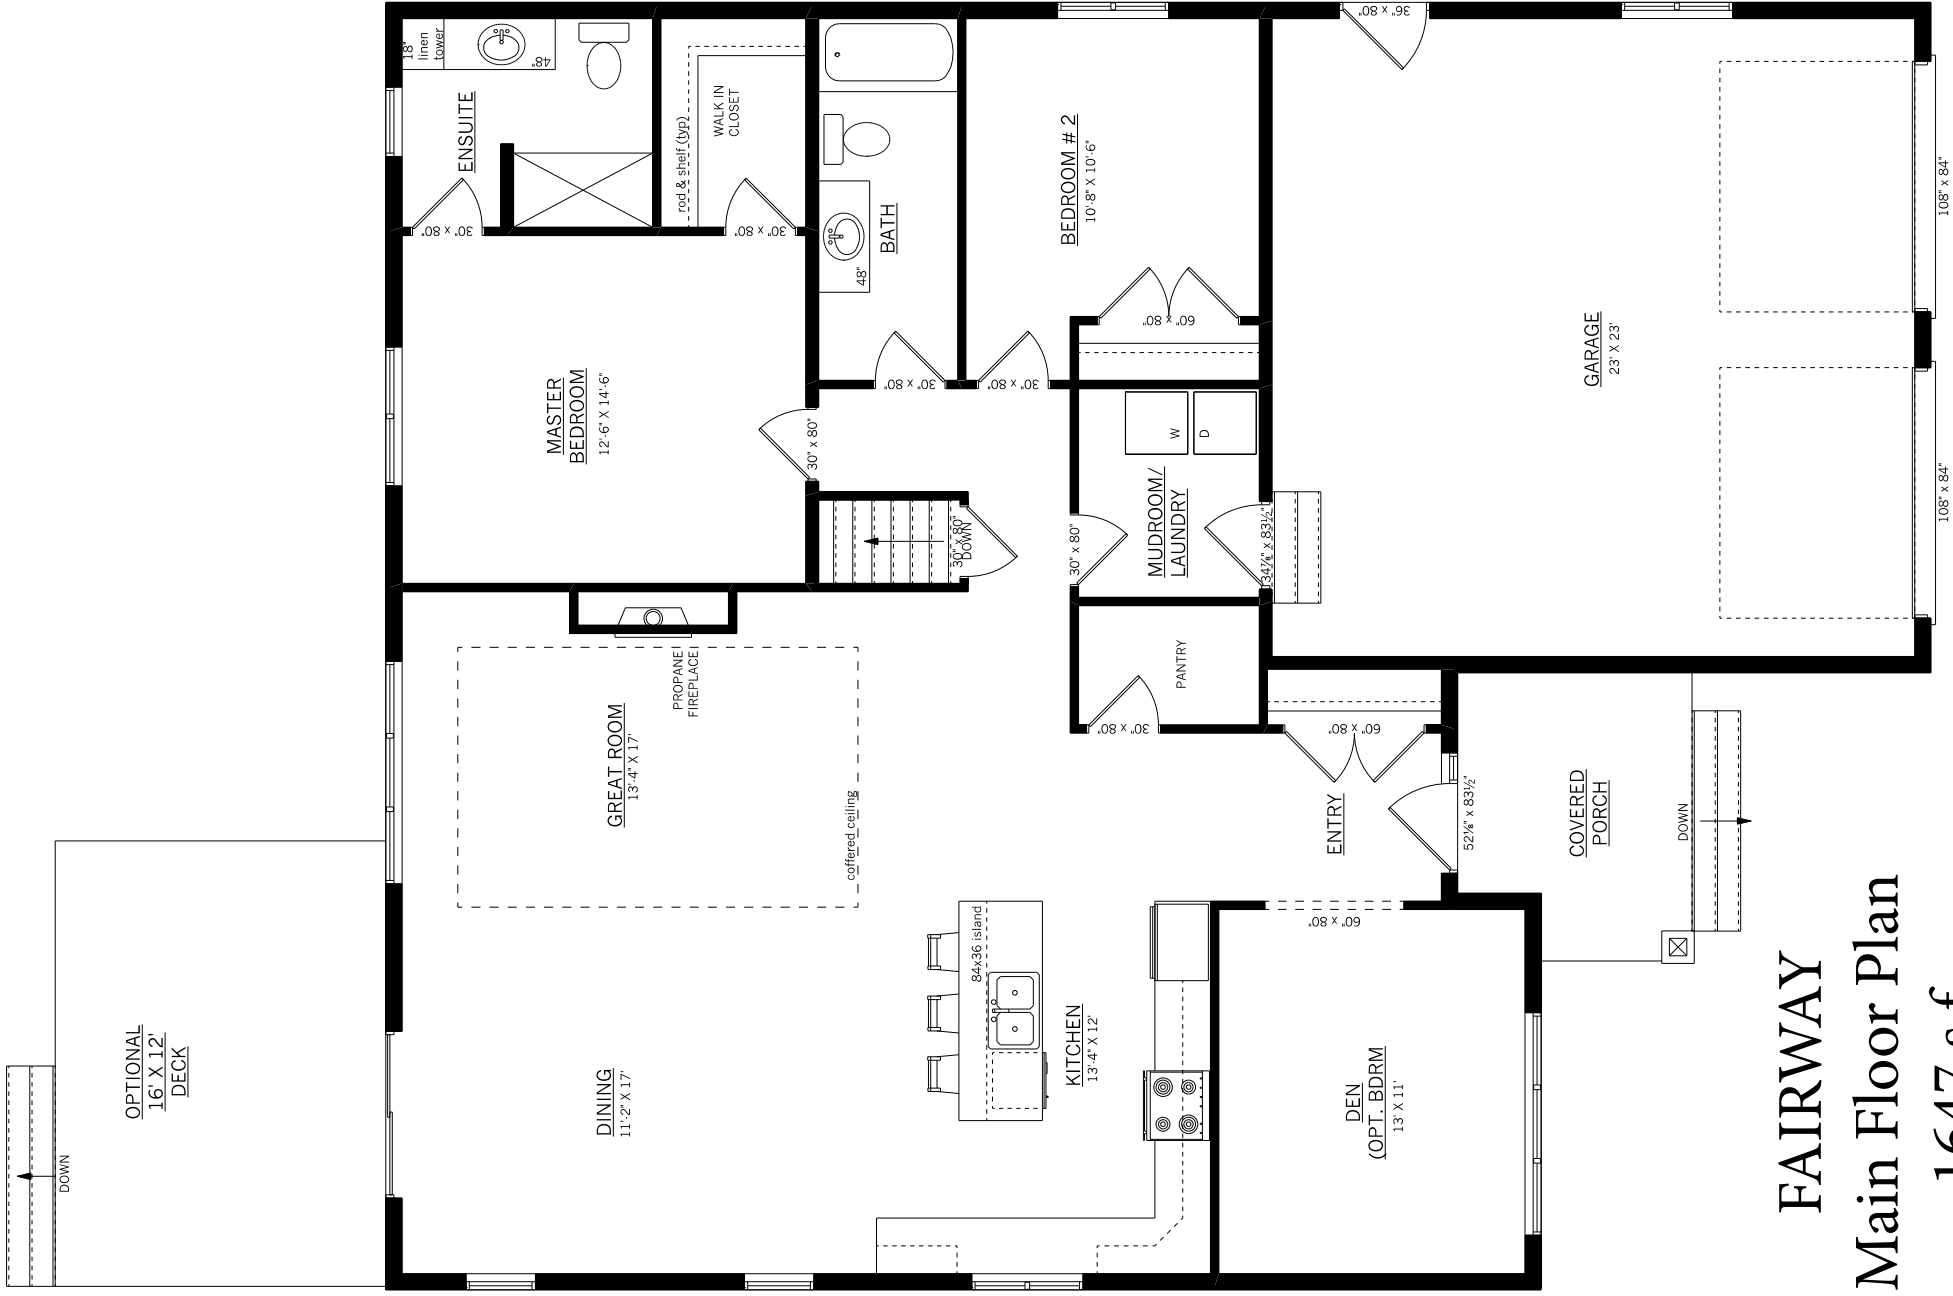 OPTIONAL
16' X 12'
DECK
DOWN
18"
linen
tower
48"
ENSUITE
30" x 80"
rod & shelf (typ)
WALK IN
CLOSET
30" x 80"
MASTER
BEDROOM
12'-6" X 14'-6"
30" x 80"
48"
BATH
30" x 80"
BEDROOM # 2
10'-8" X 10'-6"
60" x 80"
30" x 80"
30" x 80"
DOWN
30" x 80"
MUDROOM/
LAUNDRY
W
D
34⅞" x 83½"
36" x 80"
GARAGE
23' X 23'
108" x 84"
108" x 84"
PANTRY
30" x 80"
PROPANE
FIREPLACE
GREAT ROOM
13'-4" X 17'
coffered ceiling
DINING
11'-2" X 17'
84x36 island
KITCHEN
13'-4" X 12'
60" x 80"
ENTRY
52⅛" x 83½"
60" x 80"
COVERED
PORCH
DOWN
DEN
(OPT. BDRM
13' X 11'
FAIRWAY
Main Floor Plan
1647 s.f.